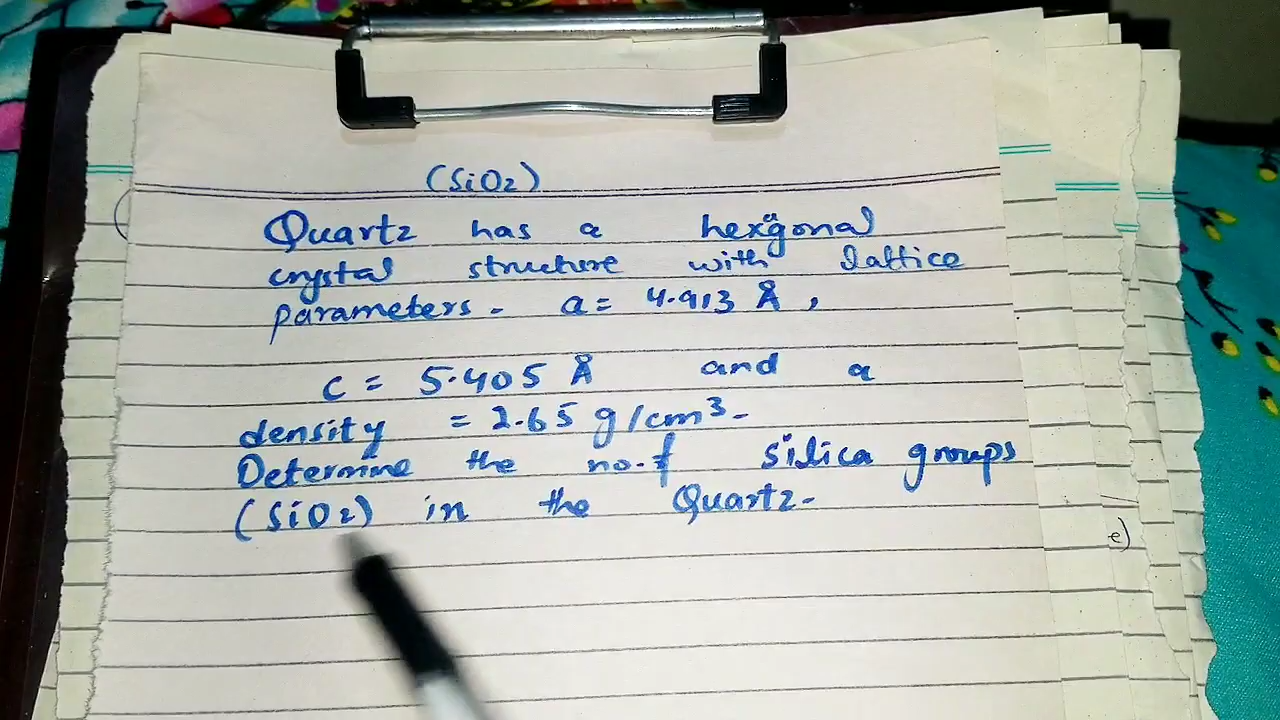 (SiO2)
Quartz has a hexagonal
crystal structure with lattice
parameters. a = 4.913 Å,
c = 5.405 Å and a
density = 2.65 g/cm³.
Determine the no. of silica groups
(SiO2) in the Quartz.
e)